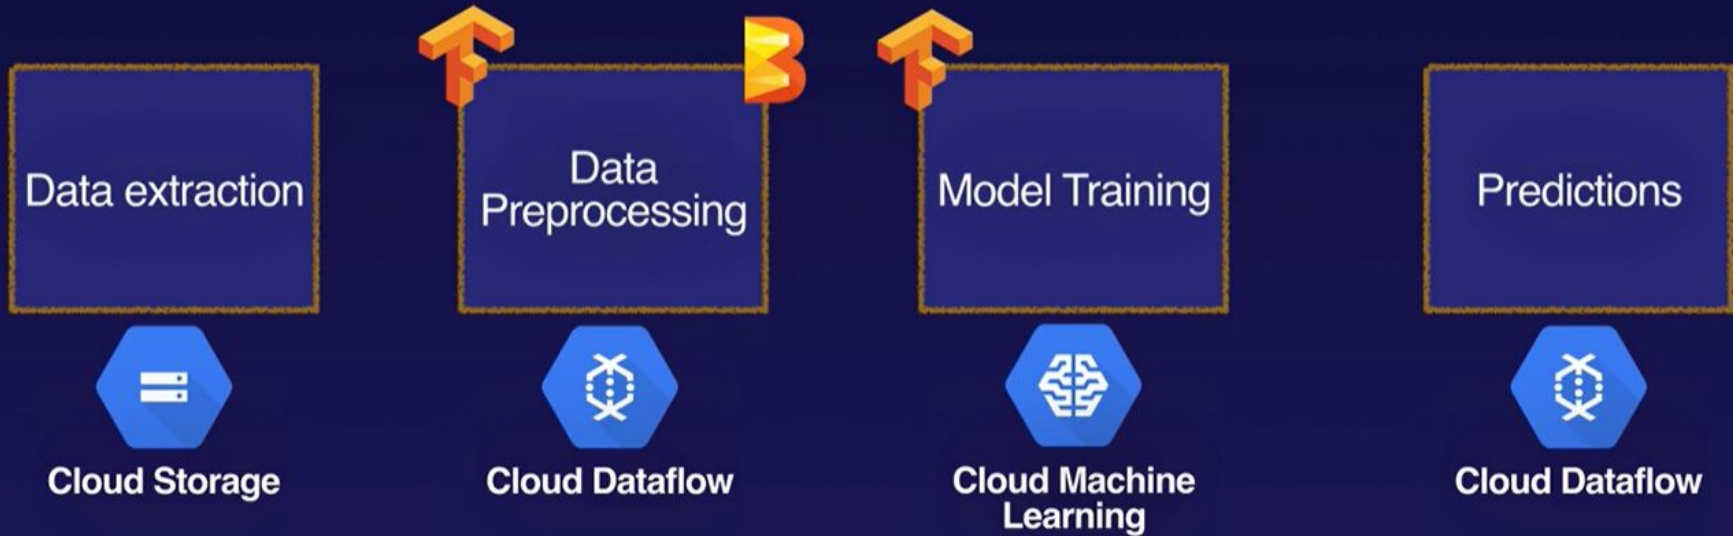 Data extraction
Data
Preprocessing
Model Training
Predictions
Cloud Storage
Cloud Dataflow
Cloud Machine
Learning
Cloud Dataflow